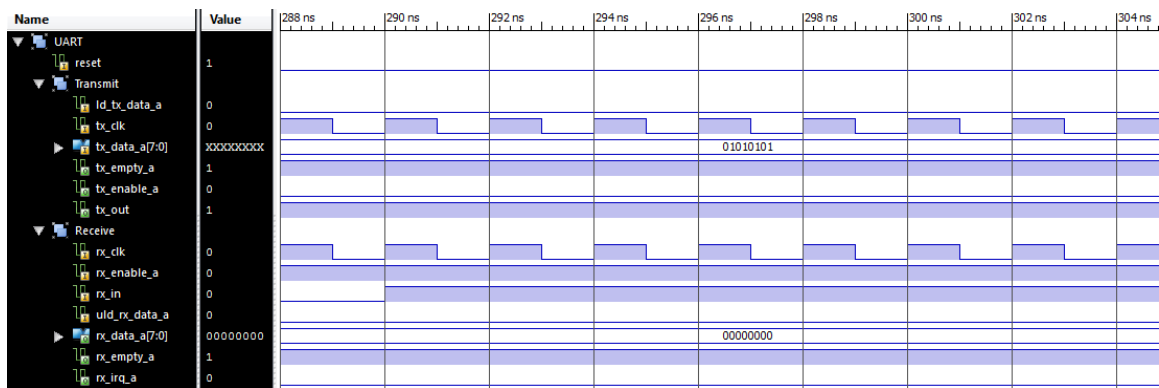 Name Value 288 ns 290 ns 292 ns 294 ns 296 ns 298 ns 300 ns 302 ns 304 ns
UART
reset 1
Transmit
ld_tx_data_a 0
tx_clk 0
tx_data_a[7:0] XXXXXXXX 01010101
tx_empty_a 1
tx_enable_a 0
tx_out 1
Receive
rx_clk 0
rx_enable_a 0
rx_in 0
uld_rx_data_a 0
rx_data_a[7:0] 00000000 00000000
rx_empty_a 1
rx_irq_a 0